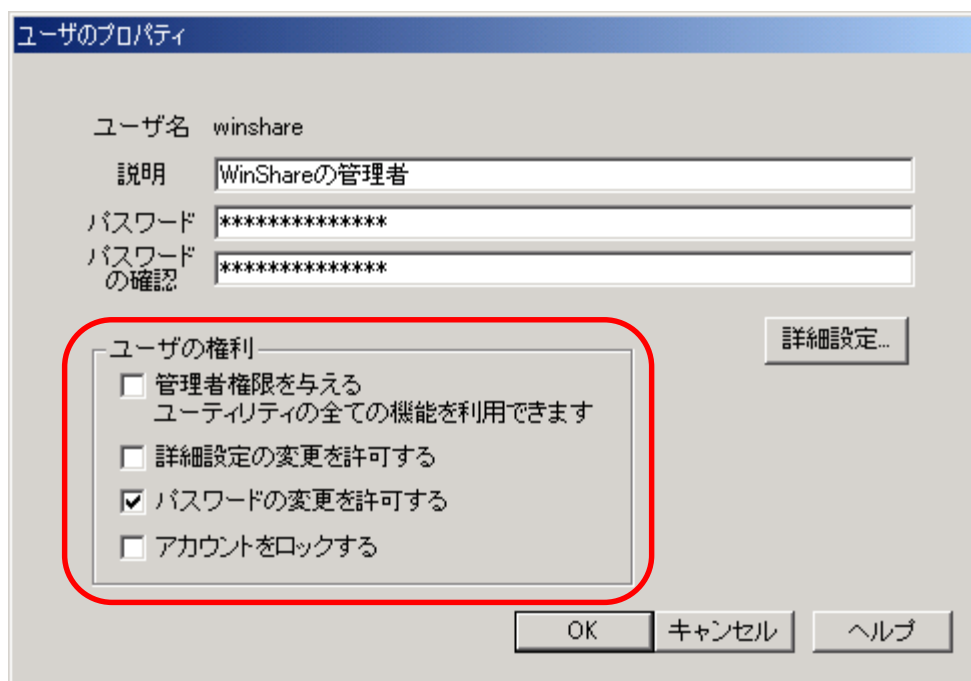 ユーザのプロパティ
ユーザ名 winshare
説明 WinShareの管理者
パスワード **************
パスワード
の確認 **************
詳細設定...
ユーザの権利
管理者権限を与える
ユーティリティの全ての機能を利用できます
詳細設定の変更を許可する
パスワードの変更を許可する
アカウントをロックする
OK キャンセル ヘルプ